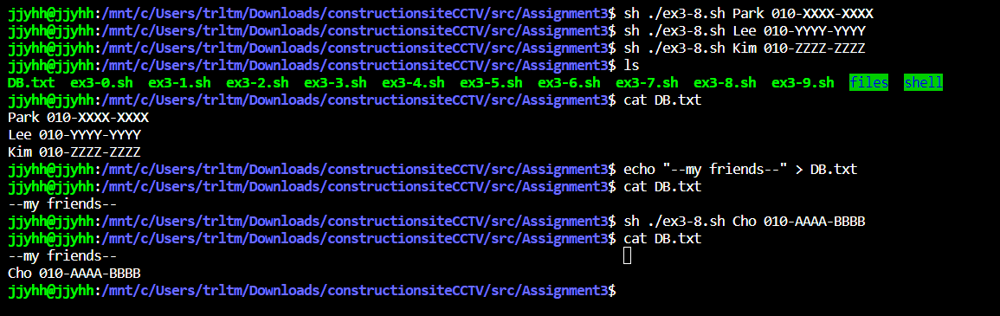 jjyhh@jjyhh:/mnt/c/Users/trltm/Downloads/constructionsiteCCTV/src/Assignment3$ sh ./ex3-8.sh Park 010-XXXX-XXXX
jjyhh@jjyhh:/mnt/c/Users/trltm/Downloads/constructionsiteCCTV/src/Assignment3$ sh ./ex3-8.sh Lee 010-YYYY-YYYY
jjyhh@jjyhh:/mnt/c/Users/trltm/Downloads/constructionsiteCCTV/src/Assignment3$ sh ./ex3-8.sh Kim 010-ZZZZ-ZZZZ
jjyhh@jjyhh:/mnt/c/Users/trltm/Downloads/constructionsiteCCTV/src/Assignment3$ ls
DB.txt  ex3-0.sh  ex3-1.sh  ex3-2.sh  ex3-3.sh  ex3-4.sh  ex3-5.sh  ex3-6.sh  ex3-7.sh  ex3-8.sh  ex3-9.sh  files  shell
jjyhh@jjyhh:/mnt/c/Users/trltm/Downloads/constructionsiteCCTV/src/Assignment3$ cat DB.txt
Park 010-XXXX-XXXX
Lee 010-YYYY-YYYY
Kim 010-ZZZZ-ZZZZ
jjyhh@jjyhh:/mnt/c/Users/trltm/Downloads/constructionsiteCCTV/src/Assignment3$ echo "--my friends--" > DB.txt
jjyhh@jjyhh:/mnt/c/Users/trltm/Downloads/constructionsiteCCTV/src/Assignment3$ cat DB.txt
--my friends--
jjyhh@jjyhh:/mnt/c/Users/trltm/Downloads/constructionsiteCCTV/src/Assignment3$ sh ./ex3-8.sh Cho 010-AAAA-BBBB
jjyhh@jjyhh:/mnt/c/Users/trltm/Downloads/constructionsiteCCTV/src/Assignment3$ cat DB.txt
--my friends--
Cho 010-AAAA-BBBB
jjyhh@jjyhh:/mnt/c/Users/trltm/Downloads/constructionsiteCCTV/src/Assignment3$